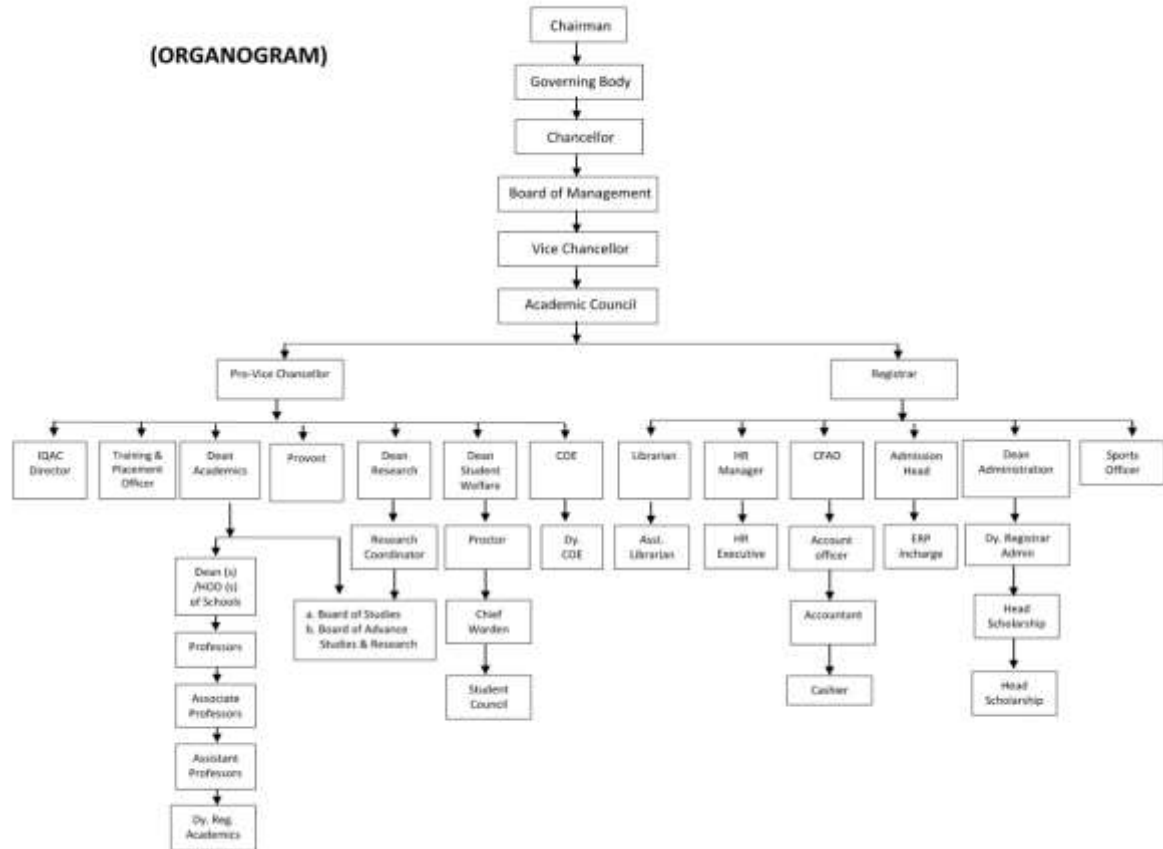 Chairman
(ORGANOGRAM)
Governing Body
Chancellor
Board of Management
Vice Chancellor
Academic Council
Pro-Vice Chancellor
Registrar
IQAC
Director
Training &
Placement
Officer
Dean
Academics
Provost
Dean
Research
Dean
Student
Welfare
COE
Librarian
HR
Manager
CFAO
Admission
Head
Dean
Administration
Sports
Officer
Research
Coordinator
Proctor
Dy.
COE
Asst.
Librarian
HR
Executive
Account
officer
ERP
Incharge
Dy. Registrar
Admin
Dean (s)
/HOD (s)
of Schools
a. Board of Studies
b. Board of Advance
Studies & Research
Chief
Warden
Accountant
Head
Scholarship
Professors
Student
Council
Cashier
Head
Scholarship
Associate
Professors
Assistant
Professors
Dy. Reg.
Academics